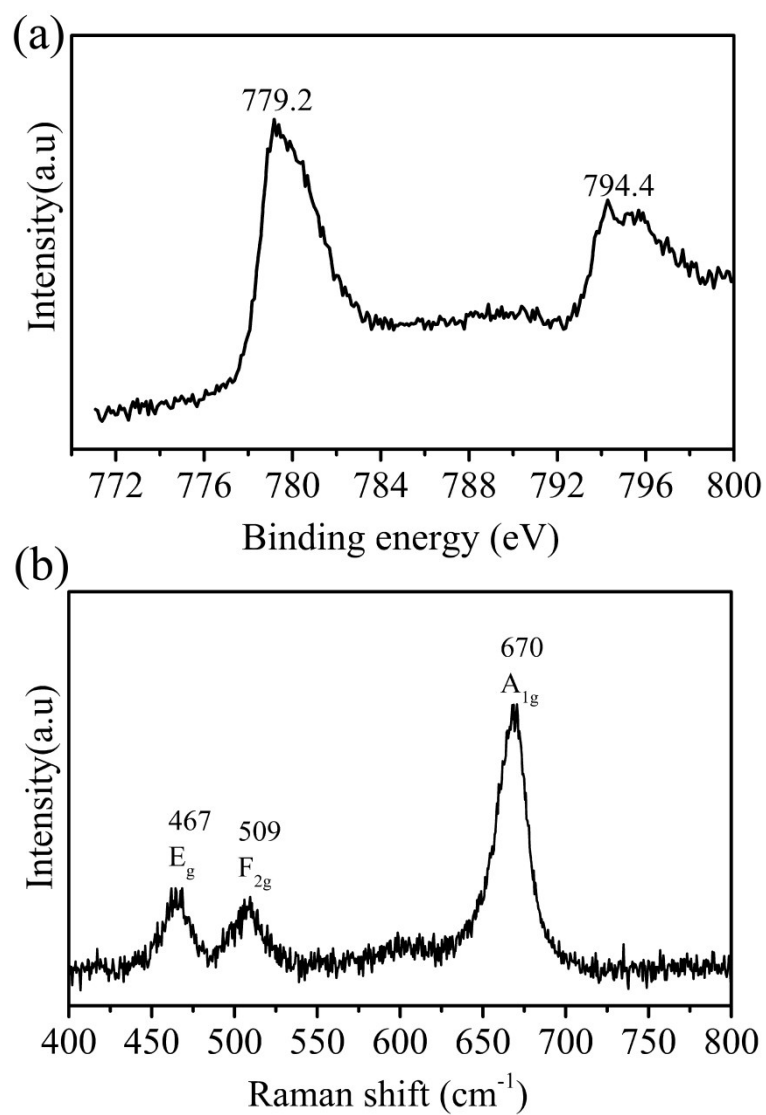 (a)
779.2
794.4
Intensity(a.u)
772 776 780 784 788 792 796 800
Binding energy (eV)
(b)
670
A1g
467
Eg
509
F2g
Intensity(a.u)
400 450 500 550 600 650 700 750 800
Raman shift (cm-1)